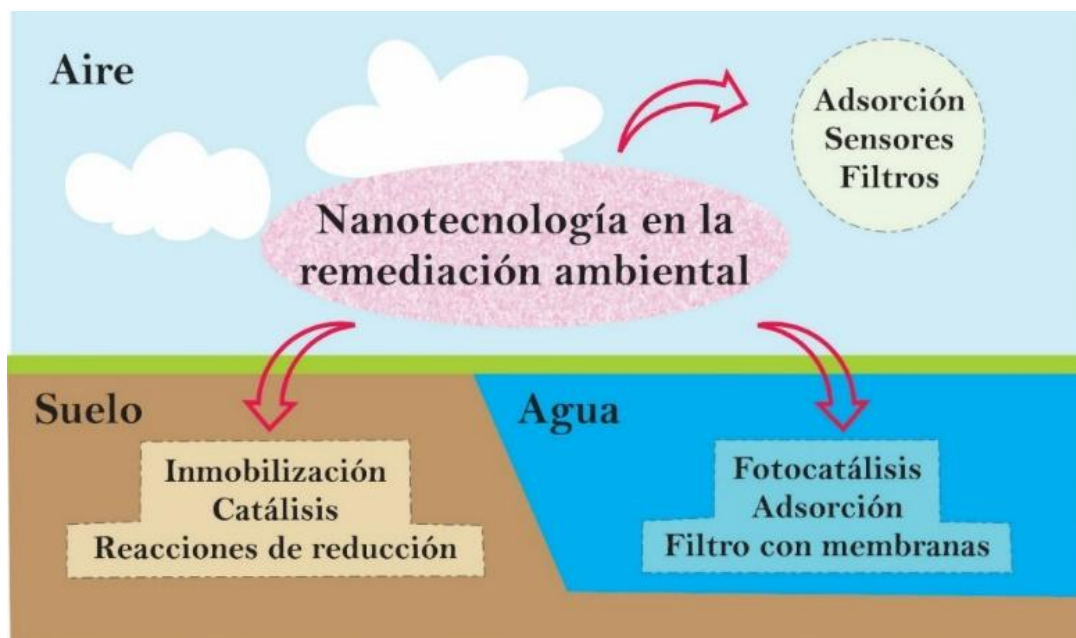 Aire
Adsorción
Sensores
Filtros
Nanotecnología en la
remediación ambiental
Suelo
Inmobilización
Catálisis
Reacciones de reducción
Agua
Fotocatálisis
Adsorción
Filtro con membranas